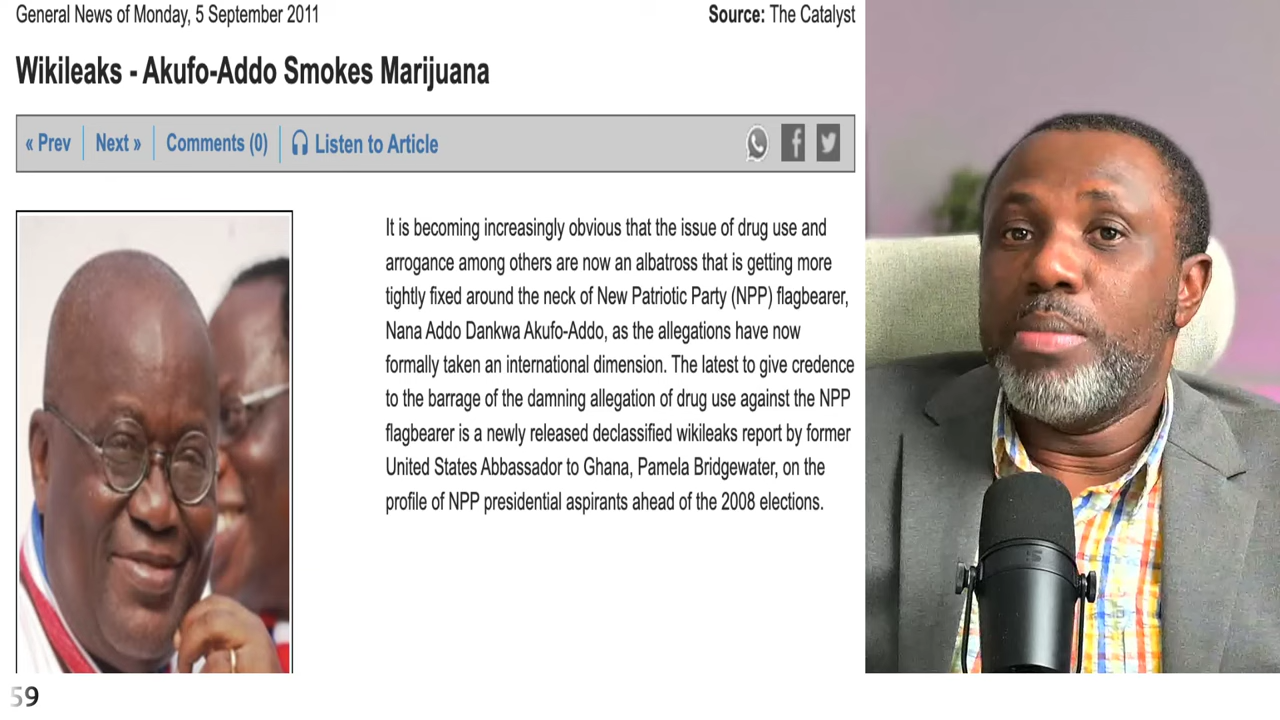 General News of Monday, 5 September 2011
Source: The Catalyst
Wikileaks - Akufo-Addo Smokes Marijuana
« Prev
Next »
Comments (0)
Listen to Article
It is becoming increasingly obvious that the issue of drug use and
arrogance among others are now an albatross that is getting more
tightly fixed around the neck of New Patriotic Party (NPP) flagbearer,
Nana Addo Dankwa Akufo-Addo, as the allegations have now
formally taken an international dimension. The latest to give credence
to the barrage of the damning allegation of drug use against the NPP
flagbearer is a newly released declassified wikileaks report by former
United States Abbassador to Ghana, Pamela Bridgewater, on the
profile of NPP presidential aspirants ahead of the 2008 elections.
59